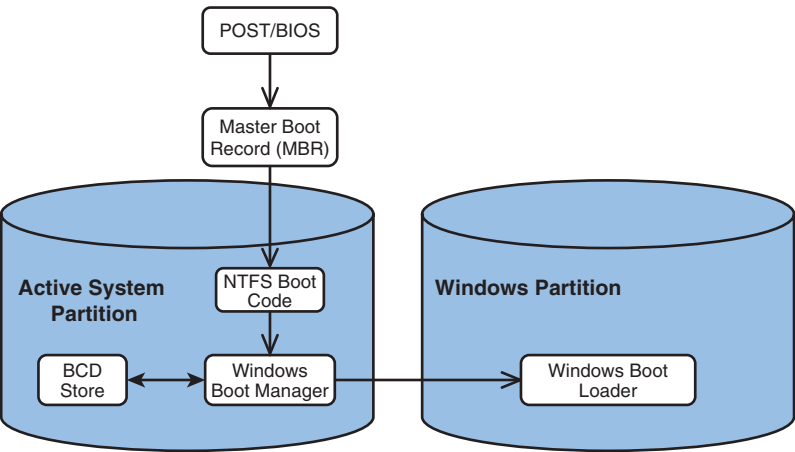 POST/BIOS
Master Boot
Record (MBR)
Active System
Partition
NTFS Boot
Code
Windows Partition
BCD
Store
Windows
Boot Manager
Windows Boot
Loader